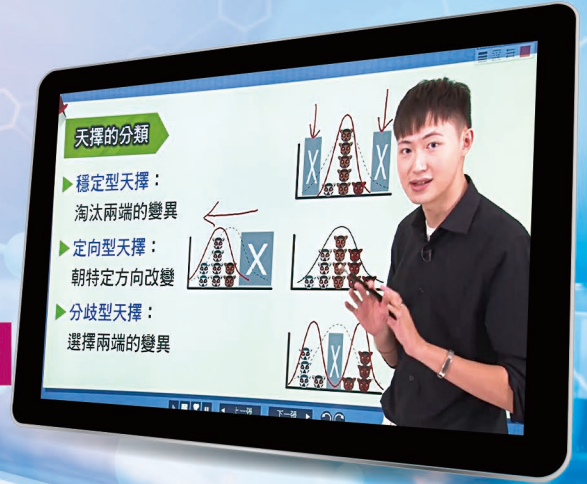 天擇的分類
穩定型天擇：
淘汰兩端的變異
定向型天擇：
朝特定方向改變
分歧型天擇：
選擇兩端的變異
X
X
X
X
上一碟
下一碟